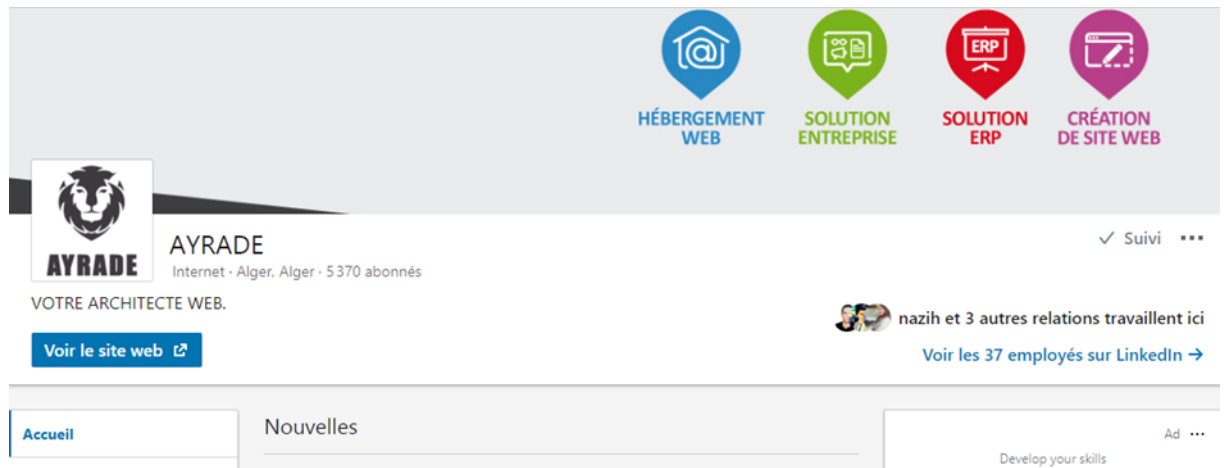 HÉBERGEMENT
WEB
SOLUTION
ENTREPRISE
ERP
SOLUTION
ERP
CRÉATION
DE SITE WEB
AYRADE
AYRADE
Internet · Alger, Alger · 5 370 abonnés
Suivi
VOTRE ARCHITECTE WEB.
nazih et 3 autres relations travaillent ici
Voir le site web
Voir les 37 employés sur LinkedIn →
Accueil
Nouvelles
Ad
Develop your skills